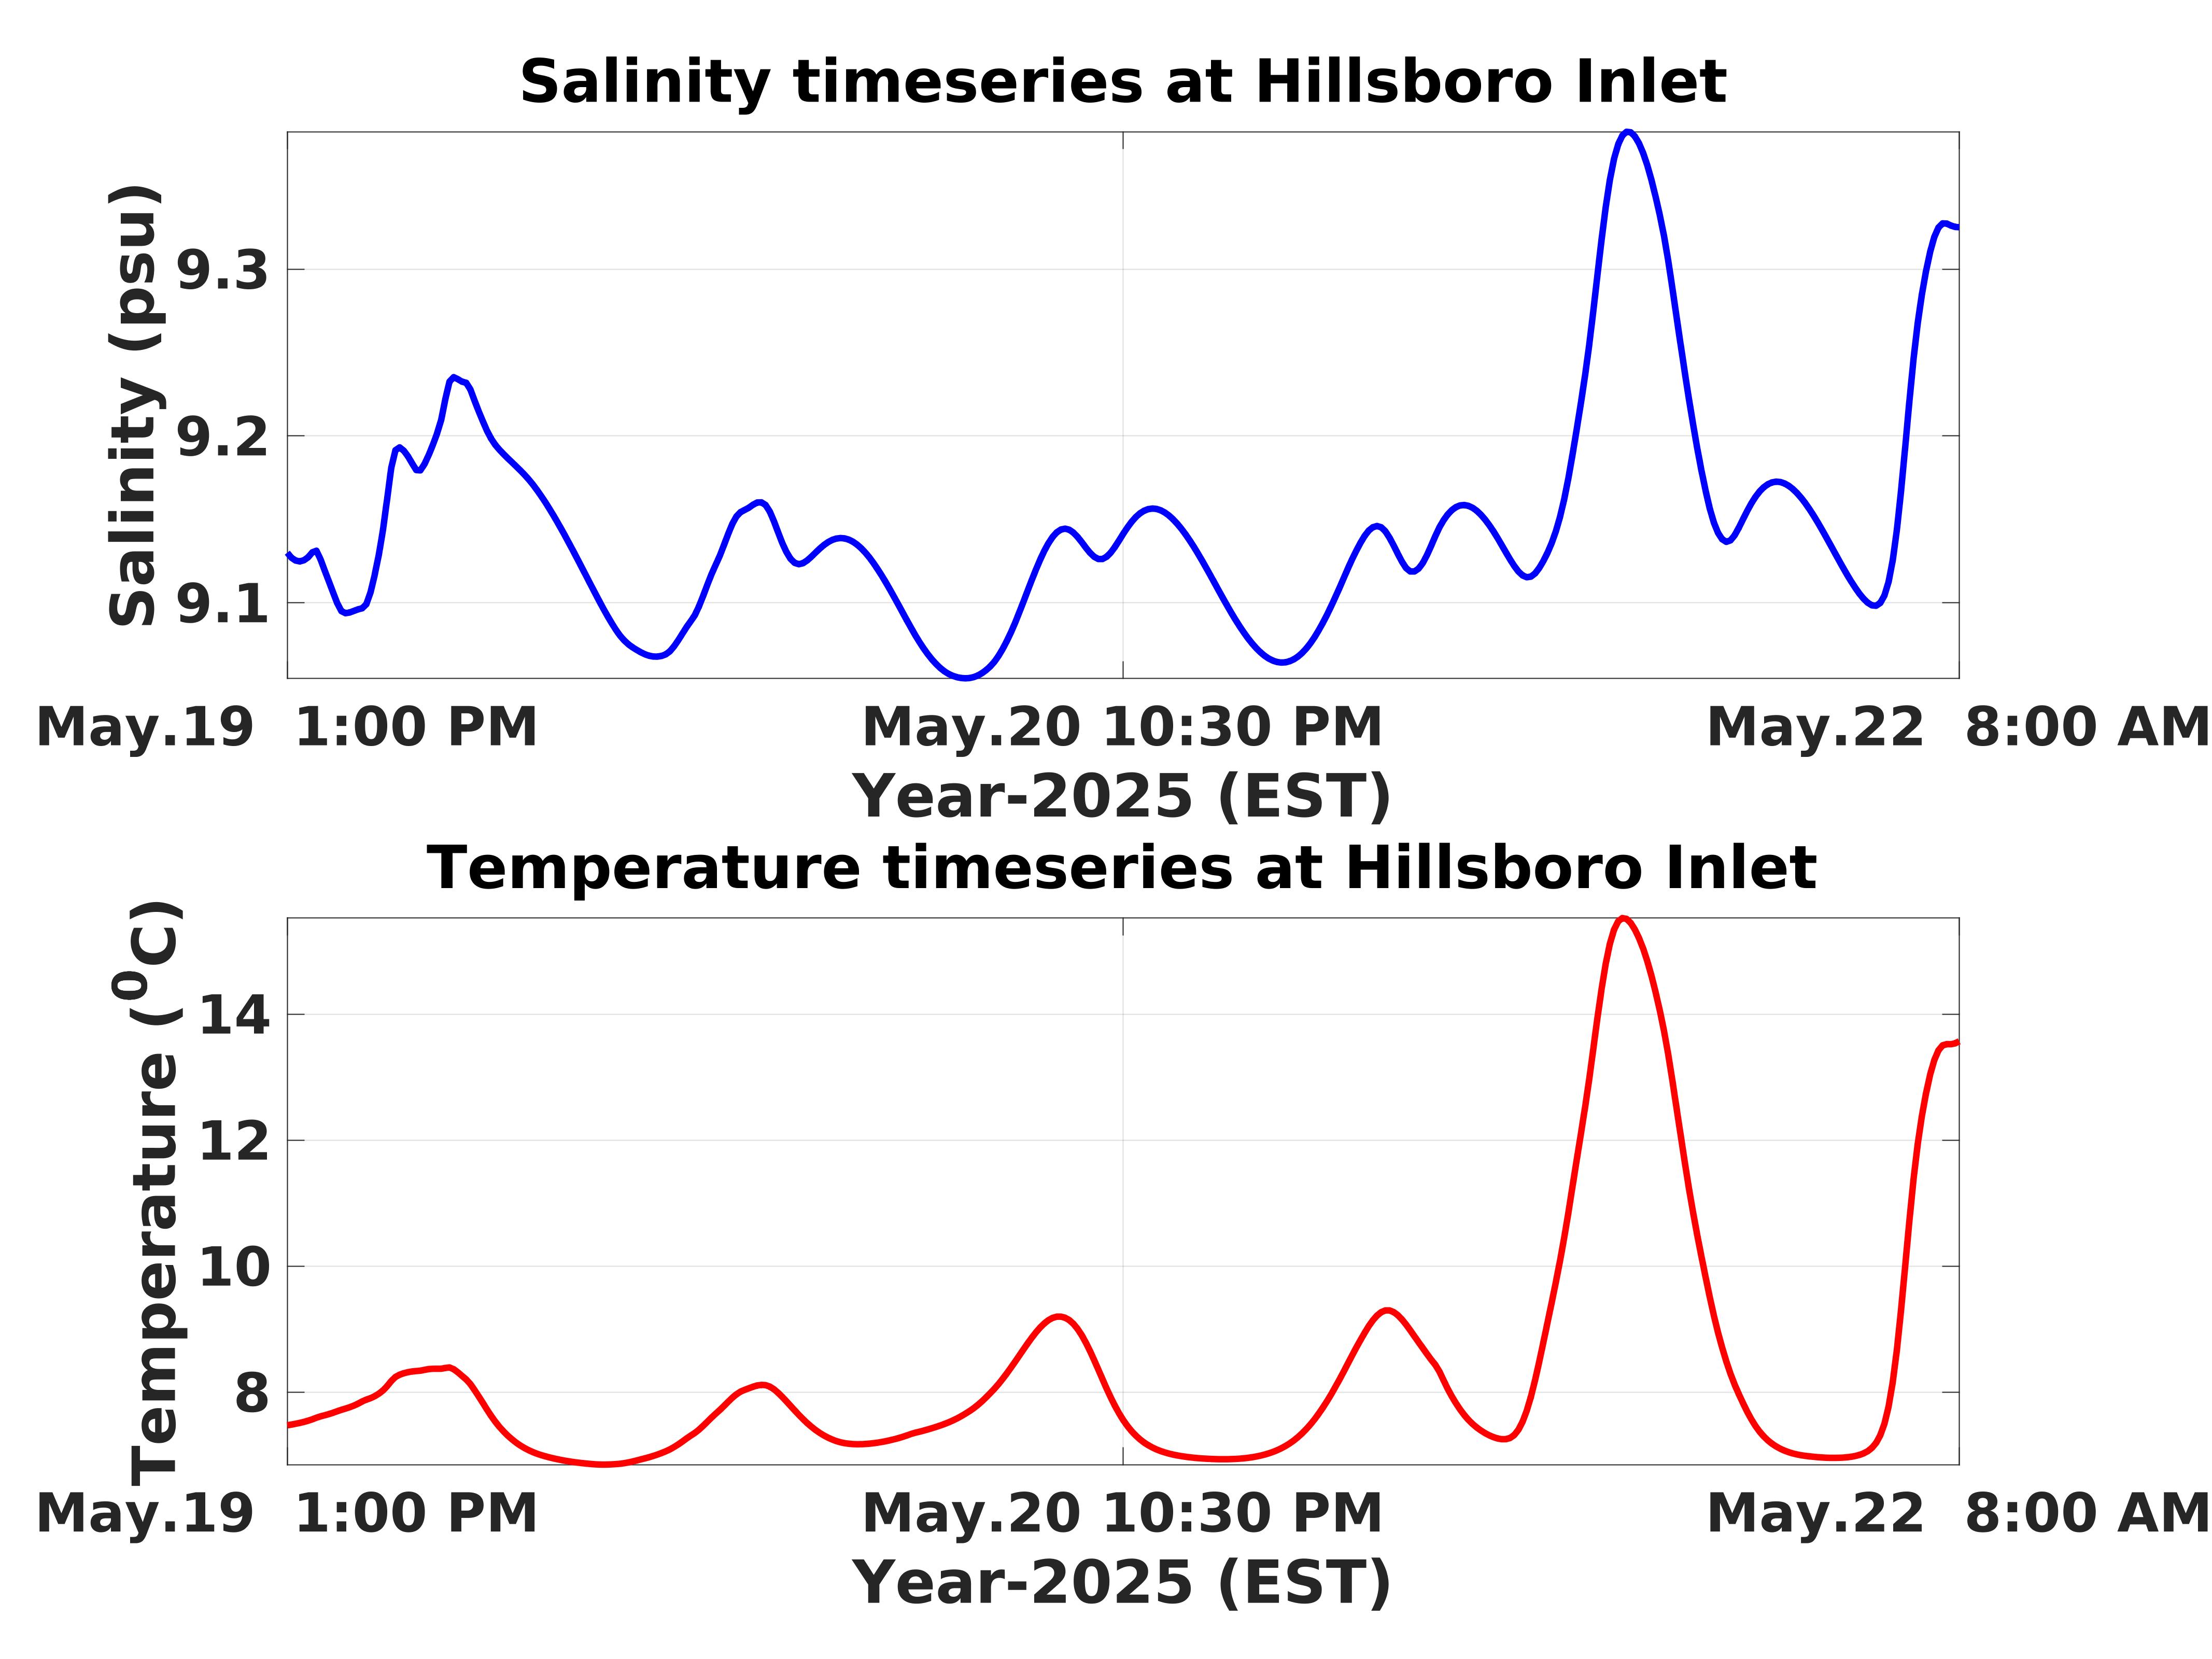 Salinity timeseries at Hillsboro Inlet
Salinity (psu)
9.3
9.2
9.1
May.19  1:00 PM
May.20 10:30 PM
May.22  8:00 AM
Year-2025 (EST)
Temperature timeseries at Hillsboro Inlet
Temperature (⁰C)
14
12
10
8
May.19  1:00 PM
May.20 10:30 PM
May.22  8:00 AM
Year-2025 (EST)